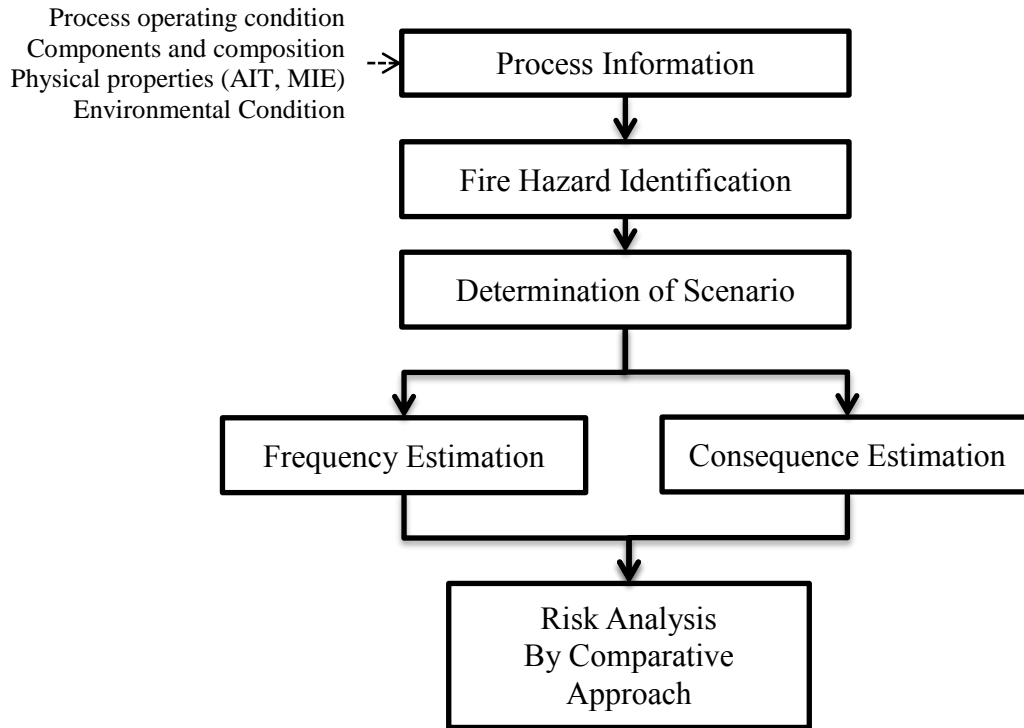 Process operating condition
Components and composition
Physical properties (AIT, MIE)
Environmental Condition
Process Information
Fire Hazard Identification
Determination of Scenario
Frequency Estimation
Consequence Estimation
Risk Analysis
By Comparative
Approach